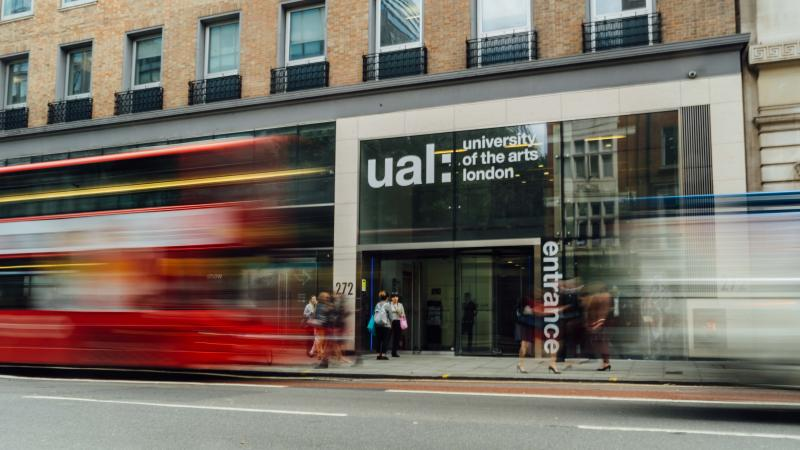 ual:
university
of the arts
london
272
entrance